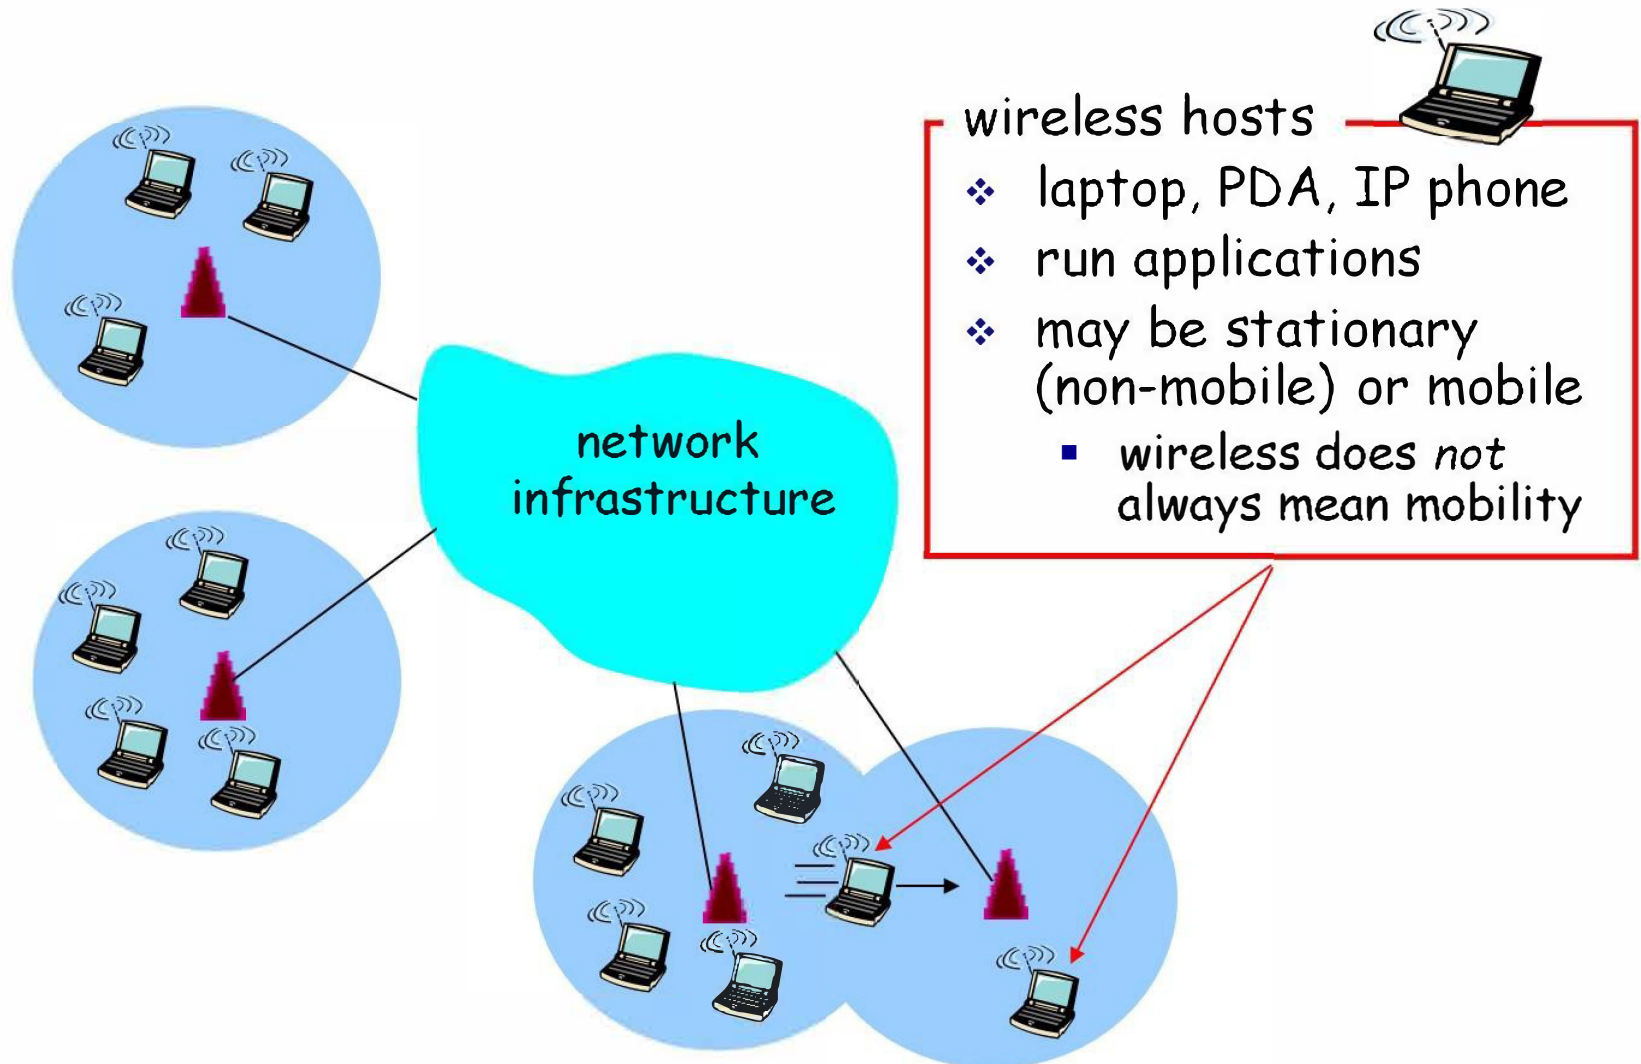 wireless hosts
❖ laptop, PDA, IP phone
❖ run applications
❖ may be stationary
(non-mobile) or mobile
▪ wireless does not
always mean mobility
network
infrastructure